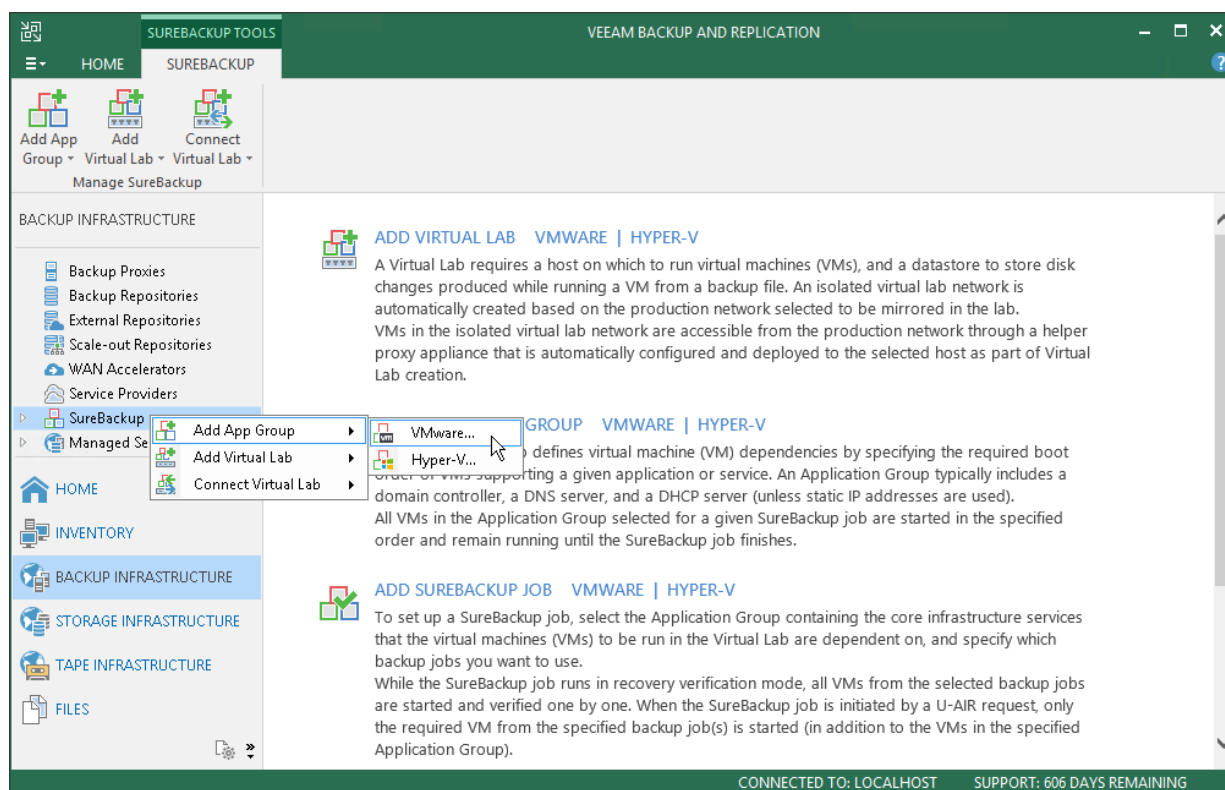 SUREBACKUP TOOLS
VEEAM BACKUP AND REPLICATION
HOME
SUREBACKUP
?
Add App
Group
Add
Virtual Lab
Connect
Virtual Lab
Manage SureBackup
BACKUP INFRASTRUCTURE
Backup Proxies
Backup Repositories
External Repositories
Scale-out Repositories
WAN Accelerators
Service Providers
SureBackup
Managed Se
Add App Group
Add Virtual Lab
Connect Virtual Lab
vm
VMware...
Hyper-V...
HOME
INVENTORY
BACKUP INFRASTRUCTURE
STORAGE INFRASTRUCTURE
TAPE INFRASTRUCTURE
FILES
ADD VIRTUAL LAB VMWARE | HYPER-V
A Virtual Lab requires a host on which to run virtual machines (VMs), and a datastore to store disk
changes produced while running a VM from a backup file. An isolated virtual lab network is
automatically created based on the production network selected to be mirrored in the lab.
VMs in the isolated virtual lab network are accessible from the production network through a helper
proxy appliance that is automatically configured and deployed to the selected host as part of Virtual
Lab creation.
GROUP VMWARE | HYPER-V
defines virtual machine (VM) dependencies by specifying the required boot
order of VMs supporting a given application or service. An Application Group typically includes a
domain controller, a DNS server, and a DHCP server (unless static IP addresses are used).
All VMs in the Application Group selected for a given SureBackup job are started in the specified
order and remain running until the SureBackup job finishes.
ADD SUREBACKUP JOB VMWARE | HYPER-V
To set up a SureBackup job, select the Application Group containing the core infrastructure services
that the virtual machines (VMs) to be run in the Virtual Lab are dependent on, and specify which
backup jobs you want to use.
While the SureBackup job runs in recovery verification mode, all VMs from the selected backup jobs
are started and verified one by one. When the SureBackup job is initiated by a U-AIR request, only
the required VM from the specified backup job(s) is started (in addition to the VMs in the specified
Application Group).
CONNECTED TO: LOCALHOST
SUPPORT: 606 DAYS REMAINING